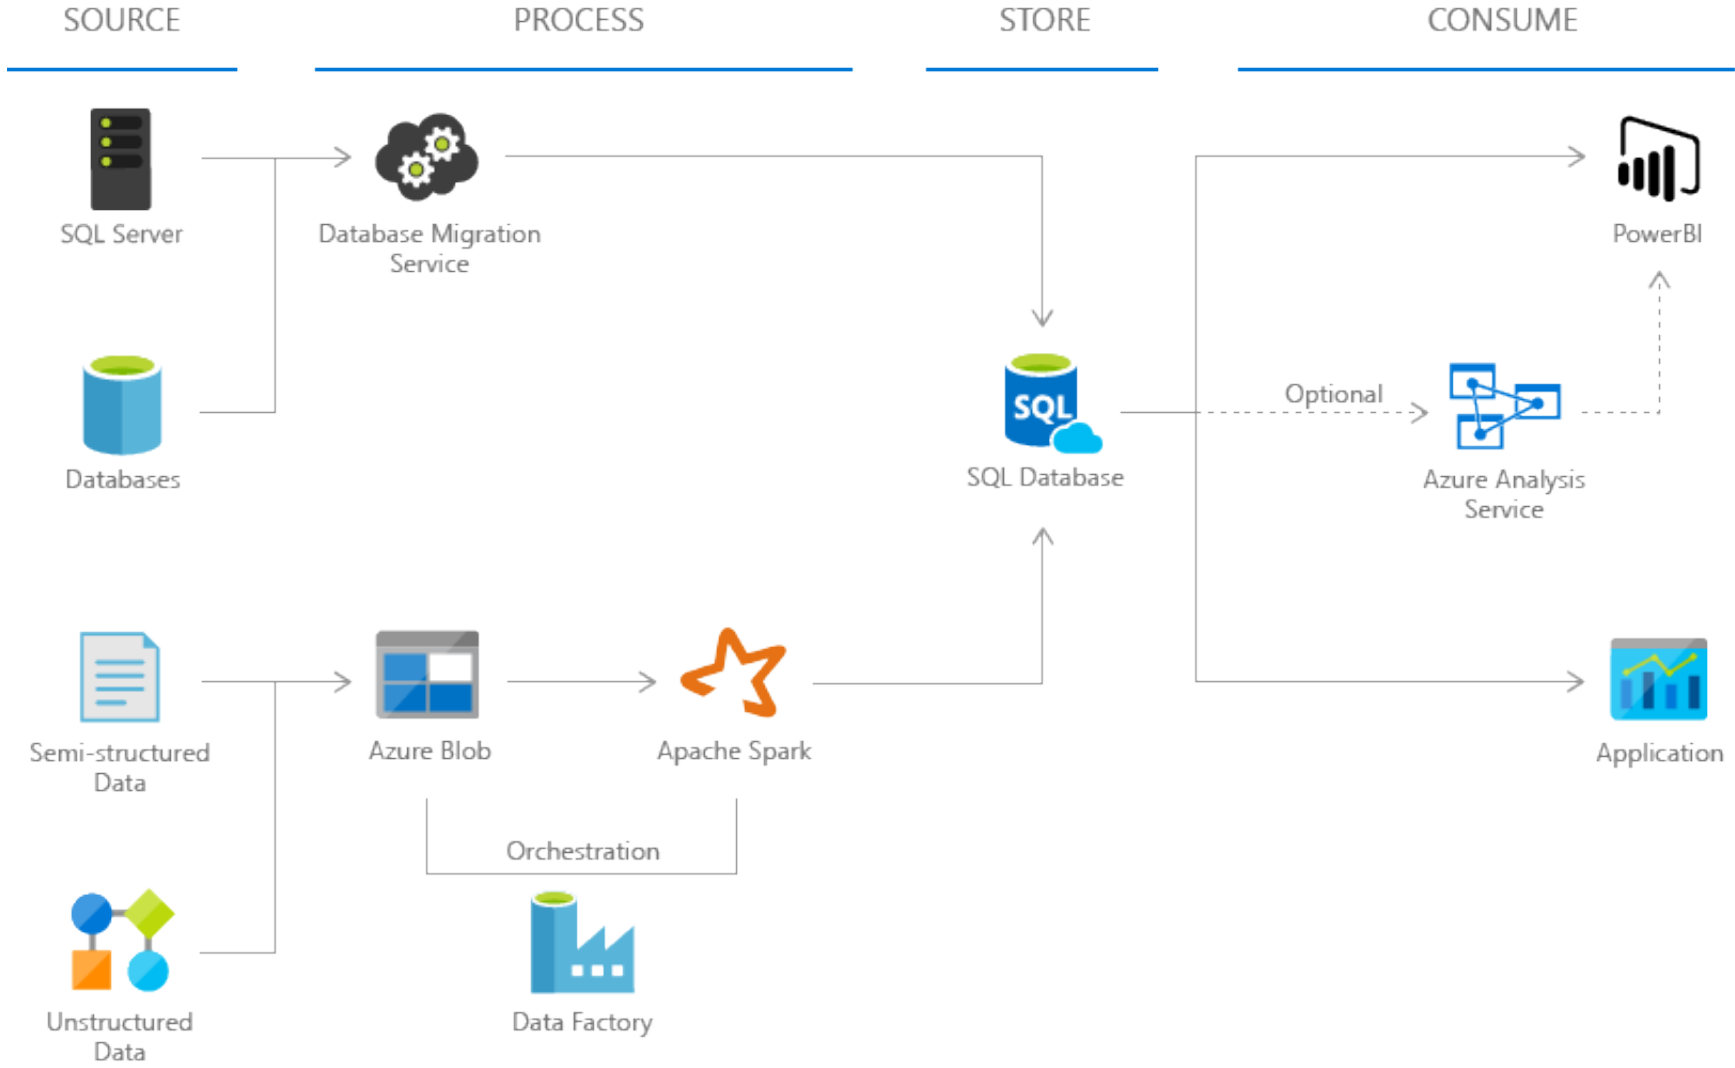 SOURCE
PROCESS
STORE
CONSUME
SQL Server
Database Migration
Service
PowerBI
Databases
SQL
SQL Database
Optional
Azure Analysis
Service
Semi-structured
Data
Azure Blob
Apache Spark
Application
Orchestration
Unstructured
Data
Data Factory